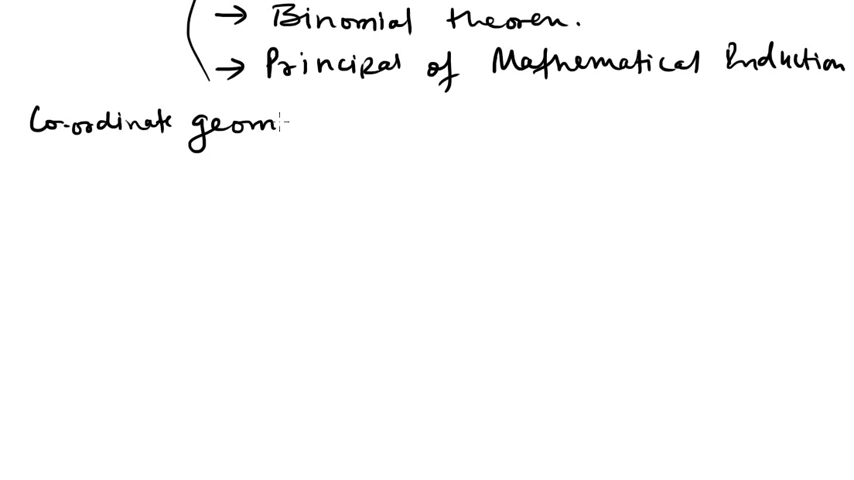 → Binomial theoren.
→ Principal of Mathematical Induction
Co-ordinate geom